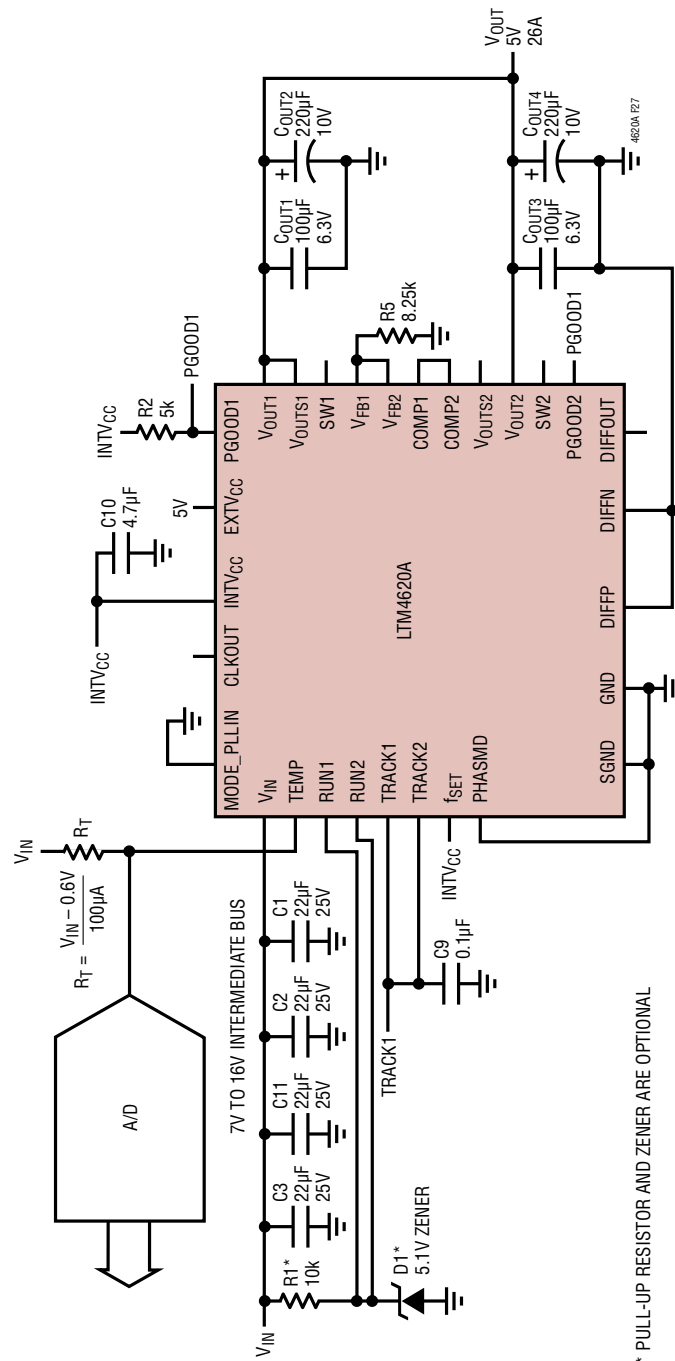 INTVCC
R2
5k
PGOOD1
C10
4.7µF
5V
INTVCC
VIN
RT
RT = VIN – 0.6V
100µA
A/D
MODE_PLLIN
CLKOUT
INTVCC
EXTVCC
PGOOD1
7V TO 16V INTERMEDIATE BUS
VIN
R1*
10k
C3
22µF
25V
C11
22µF
25V
C2
22µF
25V
C1
22µF
25V
D1*
5.1V ZENER
TRACK1
C9
0.1µF
INTVCC
VIN
TEMP
RUN1
RUN2
TRACK1
TRACK2
fSET
PHASMD
LTM4620A
VOUT1
VOUTS1
SW1
VFB1
VFB2
COMP1
COMP2
VOUTS2
VOUT2
SW2
PGOOD2
SGND
GND
DIFFP
DIFFN
DIFFOUT
R5
8.25k
PGOOD1
COUT1
100µF
6.3V
COUT2
220µF
10V
+
COUT3
100µF
6.3V
COUT4
220µF
10V
+
VOUT
5V
26A
4620A F27
* PULL-UP RESISTOR AND ZENER ARE OPTIONAL